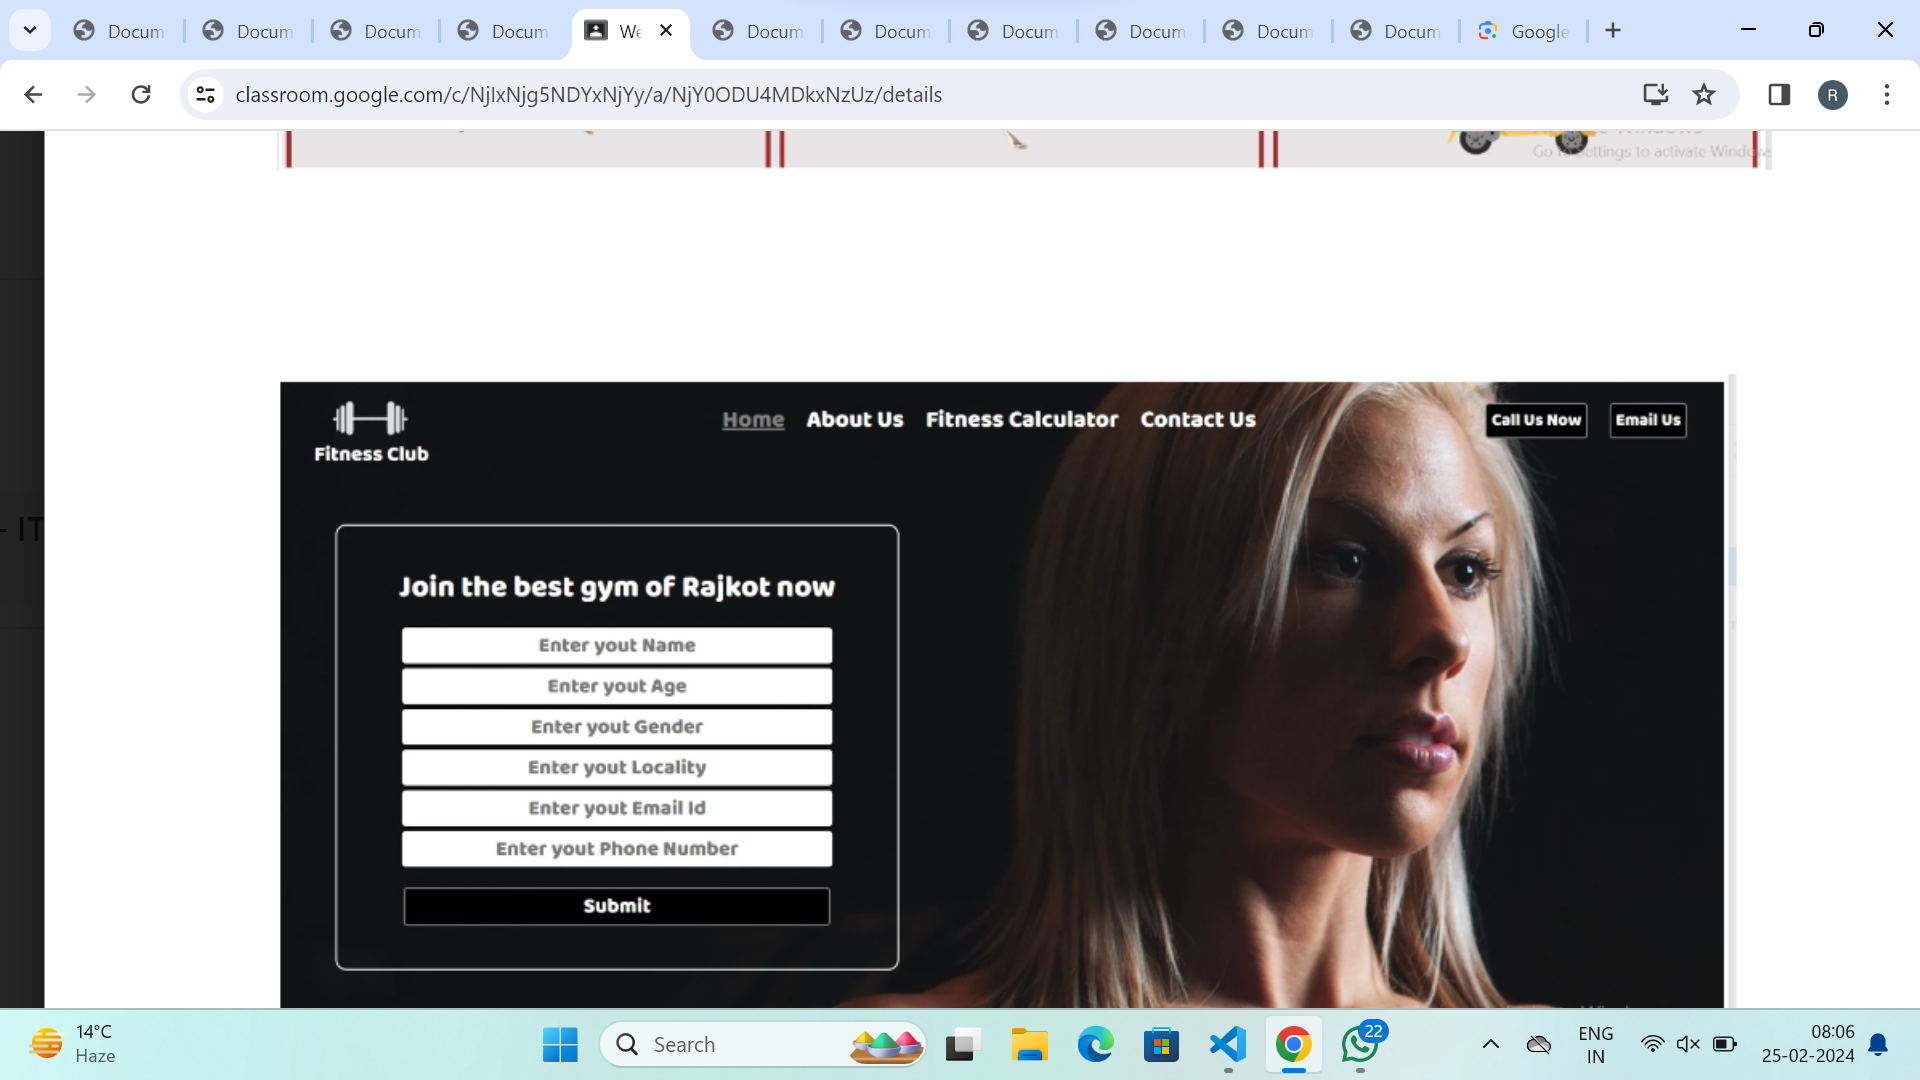 Docum
Docum
Docum
Docum
We
Docum
Docum
Docum
Docum
Docum
Docum
Google
classroom.google.com/c/NjIxNjg5NDYxNjYy/a/NjY0ODU4MDkxNzUz/details
R
Go to Settings to activate Windows
- IT
Fitness Club
Home About Us Fitness Calculator Contact Us
Call Us Now Email Us
Join the best gym of Rajkot now
Enter yout Name
Enter yout Age
Enter yout Gender
Enter yout Locality
Enter yout Email Id
Enter yout Phone Number
Submit
14°C
Haze
Search
22
ENG
IN
08:06
25-02-2024